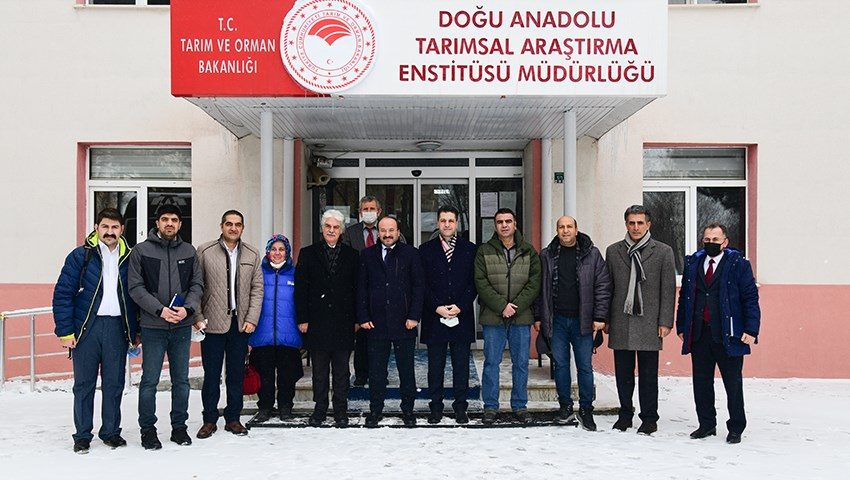 T.C.
TARIM VE ORMAN
BAKANLIĞI
DOĞU ANADOLU
TARIMSAL ARAŞTIRMA
ENSTİTÜSÜ MÜDÜRLÜĞÜ